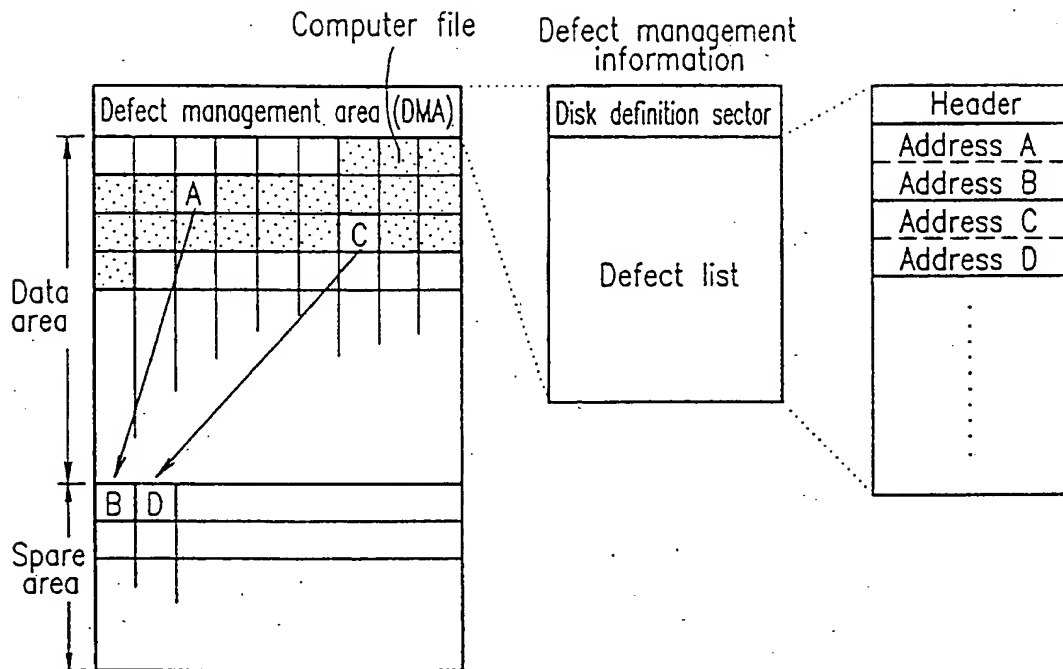 Computer file
Defect management
information
Defect management area (DMA)
Disk definition sector
Header
Address A
Address B
Address C
Address D
A
C
Data
area
Defect list
B D
Spare
area